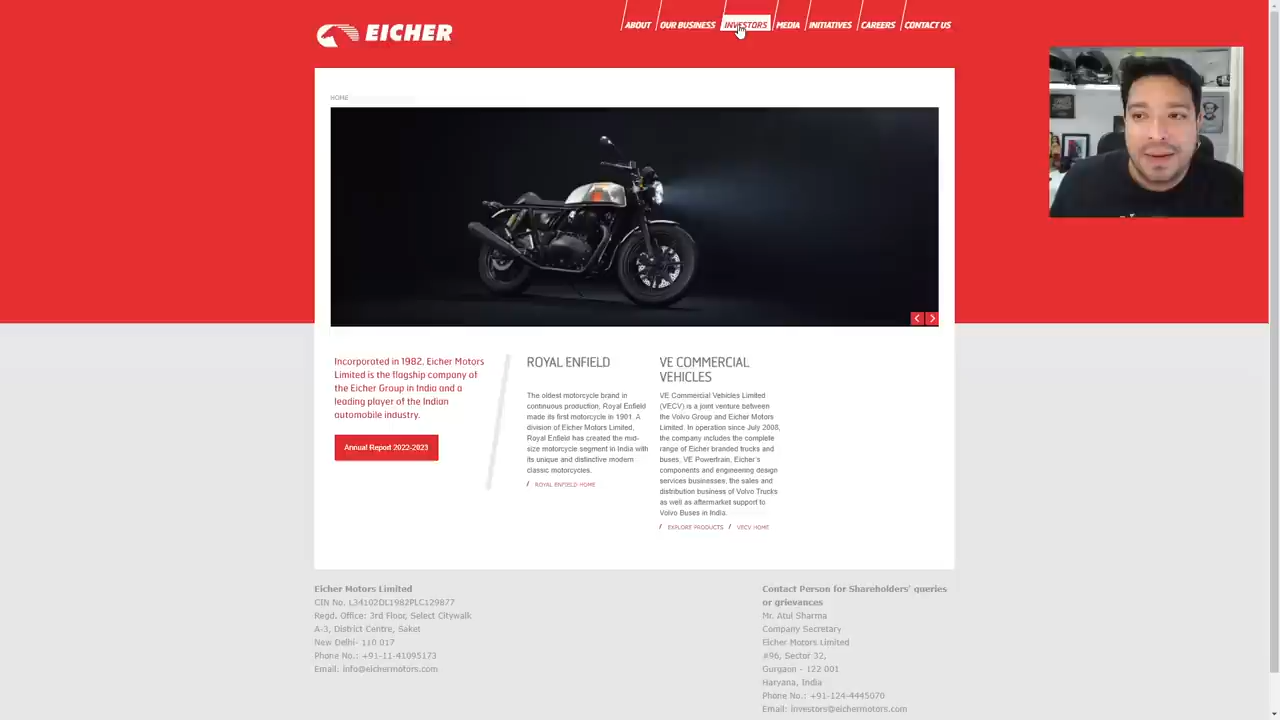 EICHER
ABOUT
OUR BUSINESS
INVESTORS
MEDIA
INITIATIVES
CAREERS
CONTACT US
HOME
Incorporated in 1982, Eicher Motors
Limited is the flagship company of
the Eicher Group in India and a
leading player of the Indian
automobile industry.
Annual Repod 2022-2023
ROYAL ENFIELD
The oldest motorcycle brand in
continuous production, Royal Enfield
made its first motorcycle in 1901. A
division of Eicher Motors Limited,
Royal Enfield has created the mid-
size motorcycle segment in India with
its unique and distinctive modern
classic motorcycles.
/ ROYAL ENFIELD HOME
VE COMMERCIAL
VEHICLES
VE Commercial Vehicles Limited
(VECV) is a joint venture between
the Volvo Group and Eicher Motors
Limited. In operation since July 2008,
the company includes the complete
range of Eicher branded trucks and
buses, VE Powertrain, Eicher's
components and engineering design
services businesses, the sales and
distribution business of Volvo Trucks
as well as aftermarket support to
Volvo Buses in India.
/ EXPLORE PRODUCTS / VECV HOME
Eicher Motors Limited
CIN No. L34102DL1982PLC129877
Regd. Office: 3rd Floor, Select Citywalk
A-3, District Centre, Saket
New Delhi- 110 017
Phone No.: +91-11-41095173
Email. info@eichermotors.com
Contact Person for Shareholders' queries
or grievances
Mr. Atul Sharma
Company Secretary
Eicher Motors Limited
#96, Sector 32,
Gurgaon - 122 001
Haryana, India
Phone No.: +91-124-4445070
Email: investors@eichermotors.com